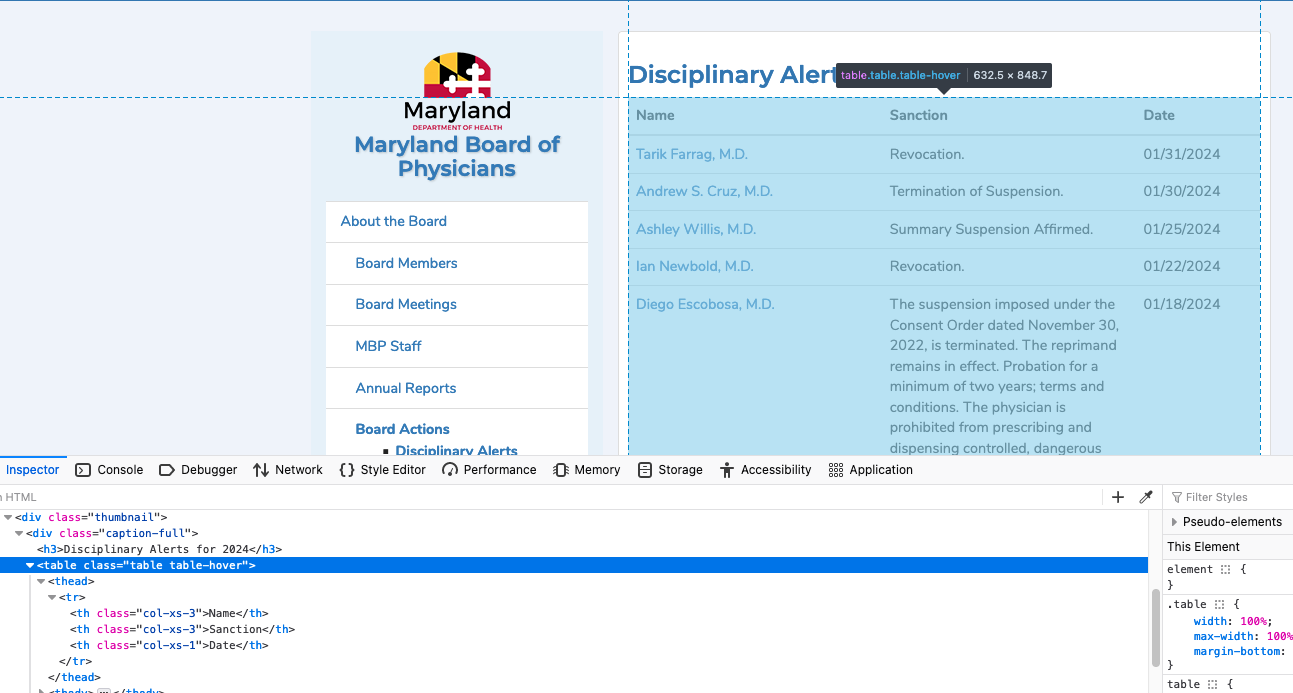 Maryland
DEPARTMENT OF HEALTH
Maryland Board of
Physicians
About the Board
Board Members
Board Meetings
MBP Staff
Annual Reports
Board Actions
Disciplinary Alerts
Disciplinary Alert
table.table.table-hover 632.5 × 848.7
Name Sanction Date
Tarik Farrag, M.D. Revocation. 01/31/2024
Andrew S. Cruz, M.D. Termination of Suspension. 01/30/2024
Ashley Willis, M.D. Summary Suspension Affirmed. 01/25/2024
Ian Newbold, M.D. Revocation. 01/22/2024
Diego Escobosa, M.D. The suspension imposed under the 01/18/2024
Consent Order dated November 30,
2022, is terminated. The reprimand
remains in effect. Probation for a
minimum of two years; terms and
conditions. The physician is
prohibited from prescribing and
dispensing controlled, dangerous
Inspector Console Debugger Network {} Style Editor Performance Memory Storage Accessibility Application
HTML
<div class="thumbnail">
<div class="caption-full">
<h3>Disciplinary Alerts for 2024</h3>
<table class="table table-hover">
<thead>
<tr>
<th class="col-xs-3">Name</th>
<th class="col-xs-3">Sanction</th>
<th class="col-xs-1">Date</th>
</tr>
</thead>
<tbody> </tbody>
Filter Styles
Pseudo-elements
This Element
element {
}
.table {
width: 100%;
max-width: 100%
margin-bottom:
}
table {